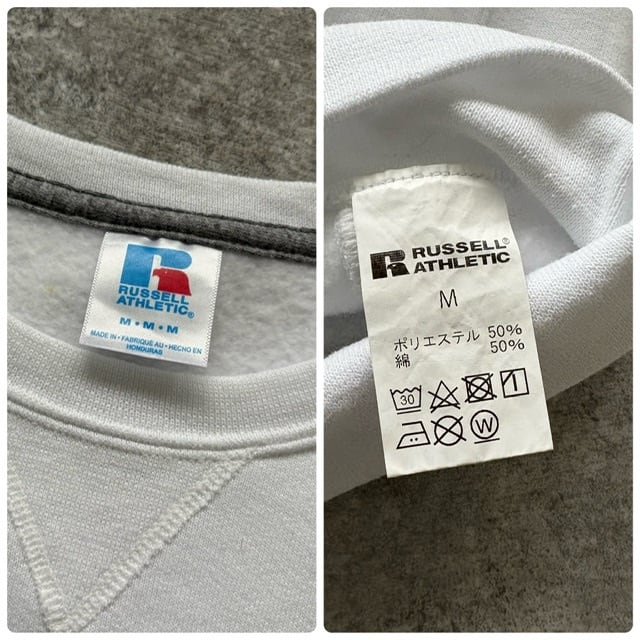 RUSSELL
ATHLETIC®
M • M • M
MADE IN • FABRIQUÉ AU • HECHO EN
HONDURAS
RUSSELL®
ATHLETIC
M
ポリエステル 50%
綿 50%
30
W